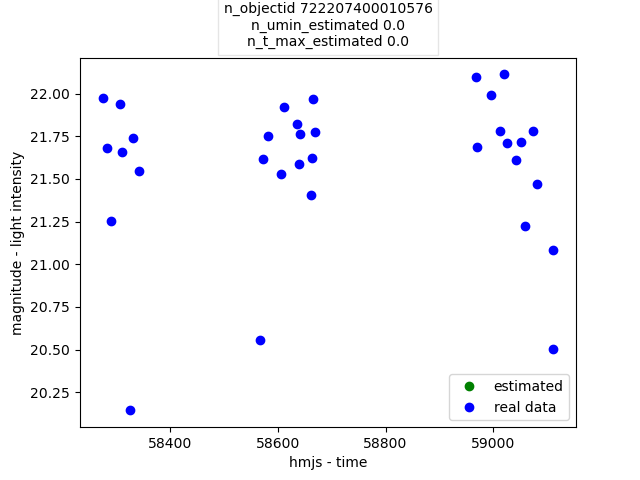 n_objectid 722207400010576
n_umin_estimated 0.0
n_t_max_estimated 0.0
22.00
21.75
21.50
21.25
21.00
20.75
20.50
20.25
magnitude - light intensity
estimated
real data
58400
58600
58800
59000
hmjs - time